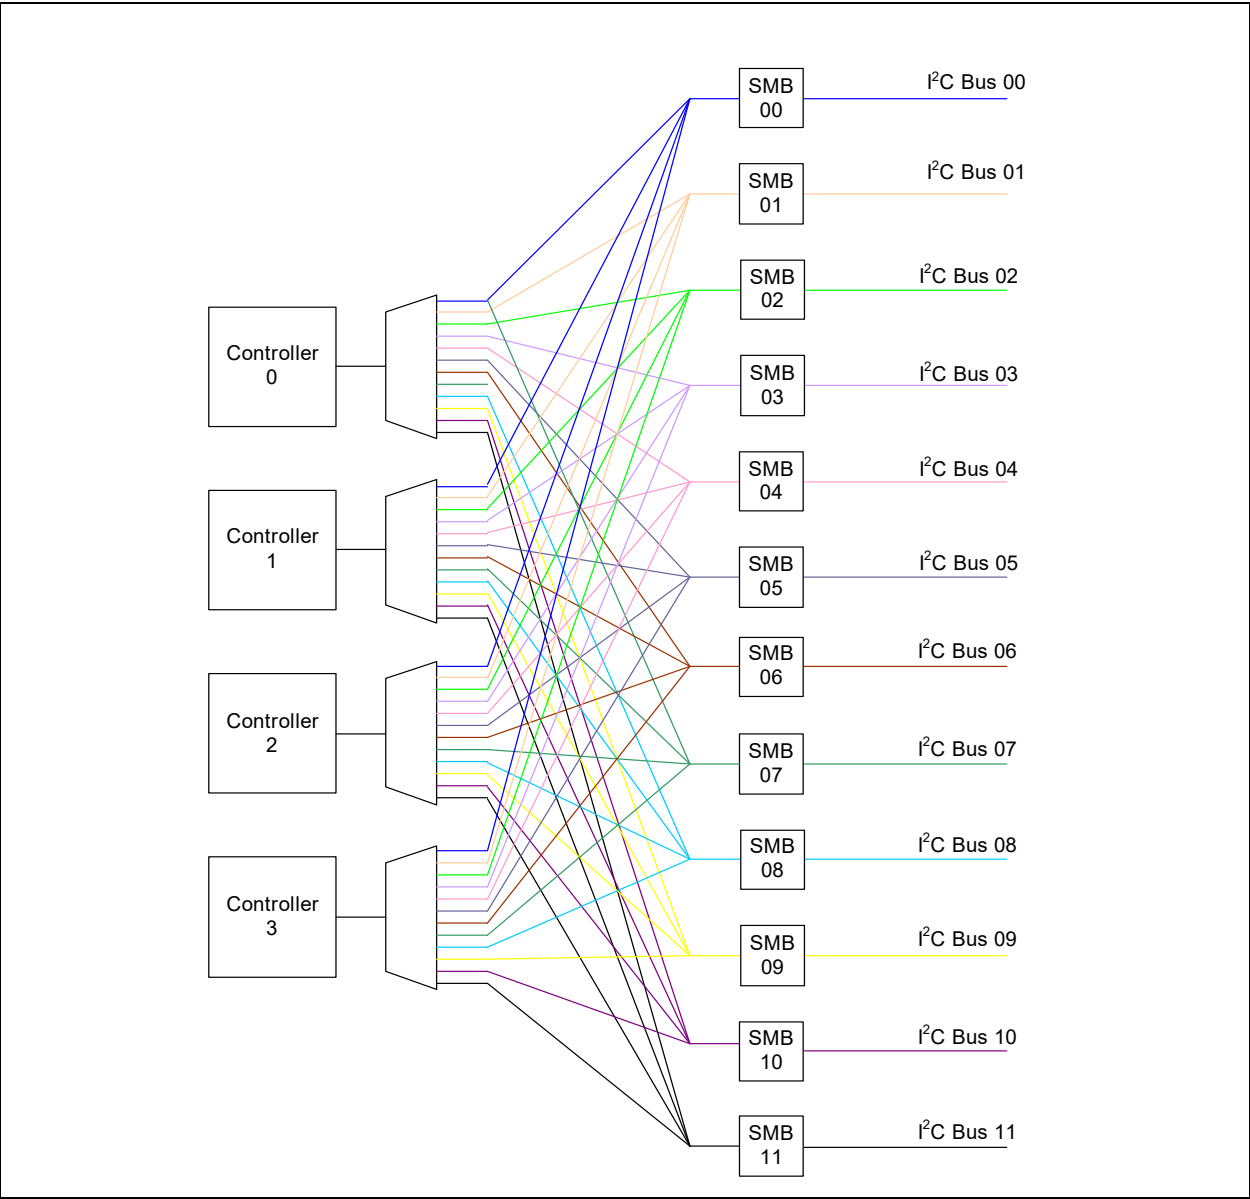 SMB
00
I²C Bus 00
SMB
01
I²C Bus 01
SMB
02
I²C Bus 02
Controller
0
SMB
03
I²C Bus 03
SMB
04
I²C Bus 04
Controller
1
SMB
05
I²C Bus 05
SMB
06
I²C Bus 06
Controller
2
SMB
07
I²C Bus 07
SMB
08
I²C Bus 08
Controller
3
SMB
09
I²C Bus 09
SMB
10
I²C Bus 10
SMB
11
I²C Bus 11